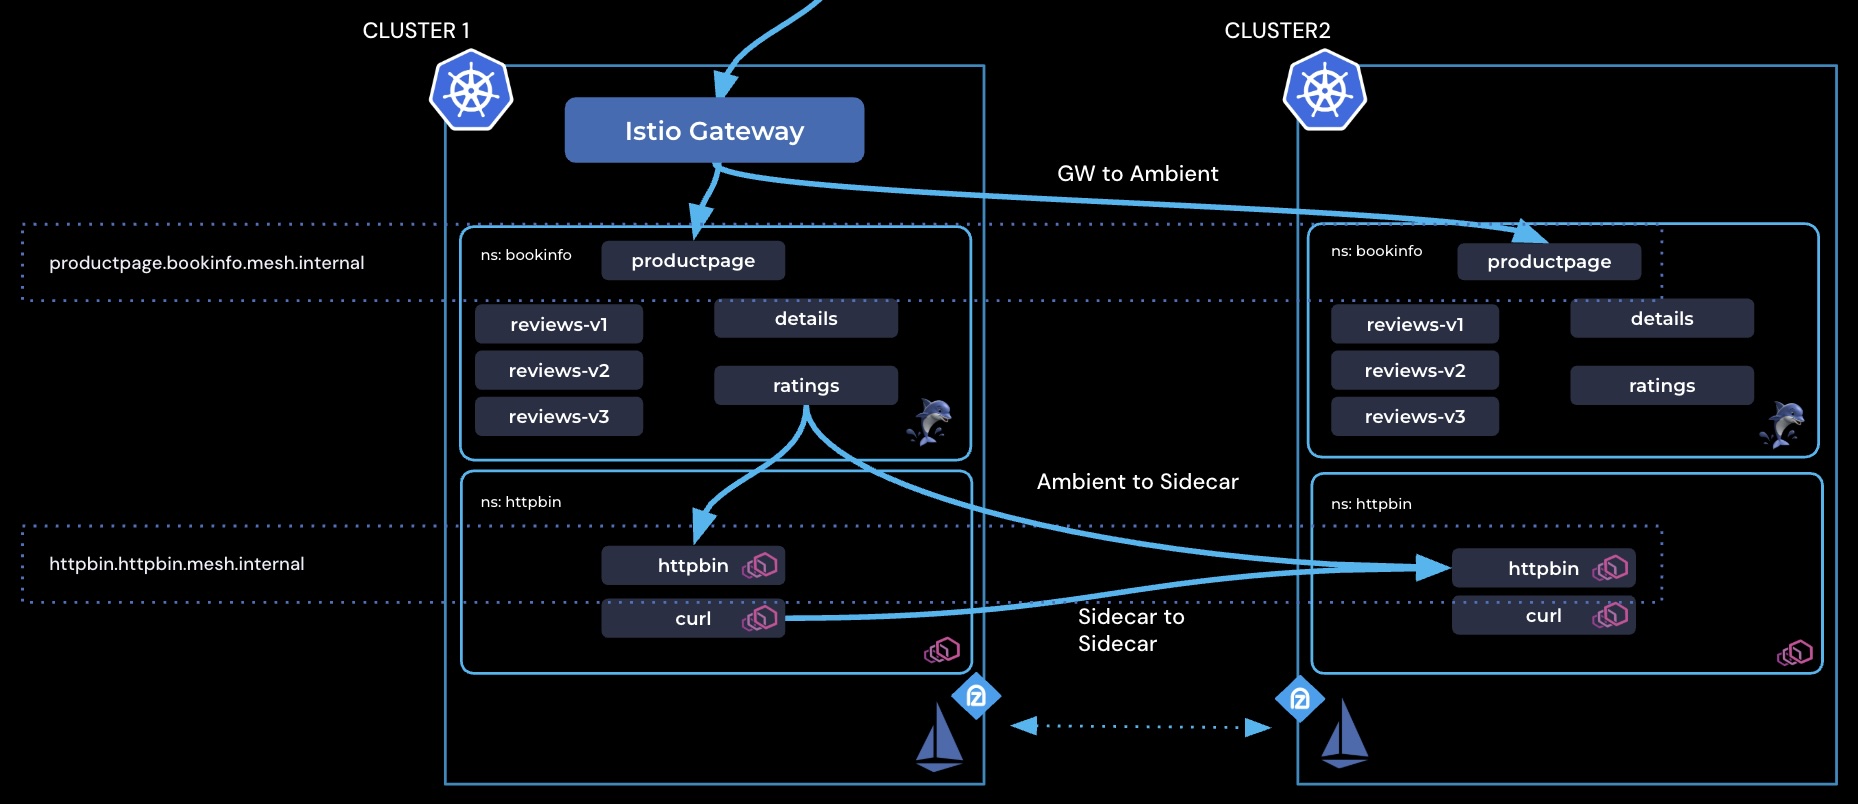 CLUSTER 1
CLUSTER2
Istio Gateway
GW to Ambient
productpage.bookinfo.mesh.internal
ns: bookinfo
productpage
reviews-v1
details
reviews-v2
ratings
reviews-v3
ns: bookinfo
productpage
reviews-v1
details
reviews-v2
ratings
reviews-v3
Ambient to Sidecar
httpbin.httpbin.mesh.internal
ns: httpbin
httpbin
curl
ns: httpbin
httpbin
curl
Sidecar to
Sidecar